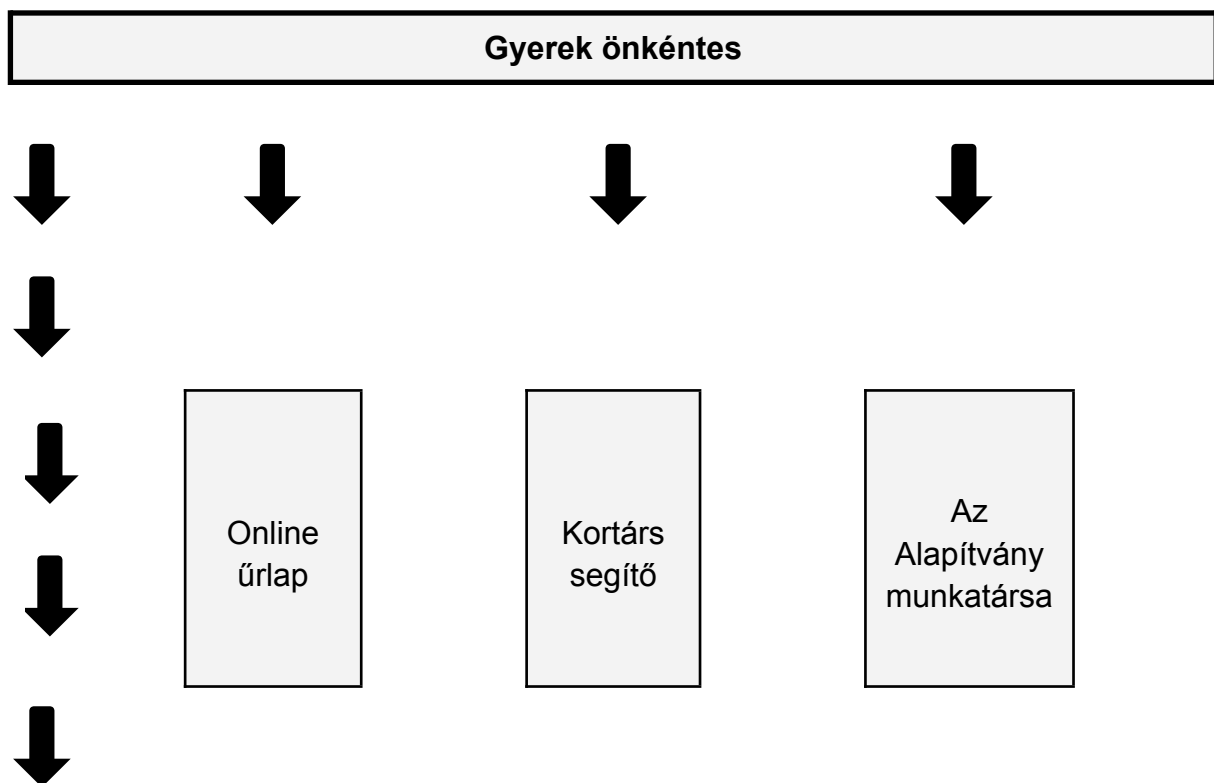 Gyerek önkéntes
Online
űrlap
Kortárs
segítő
Az
Alapítvány
munkatársa